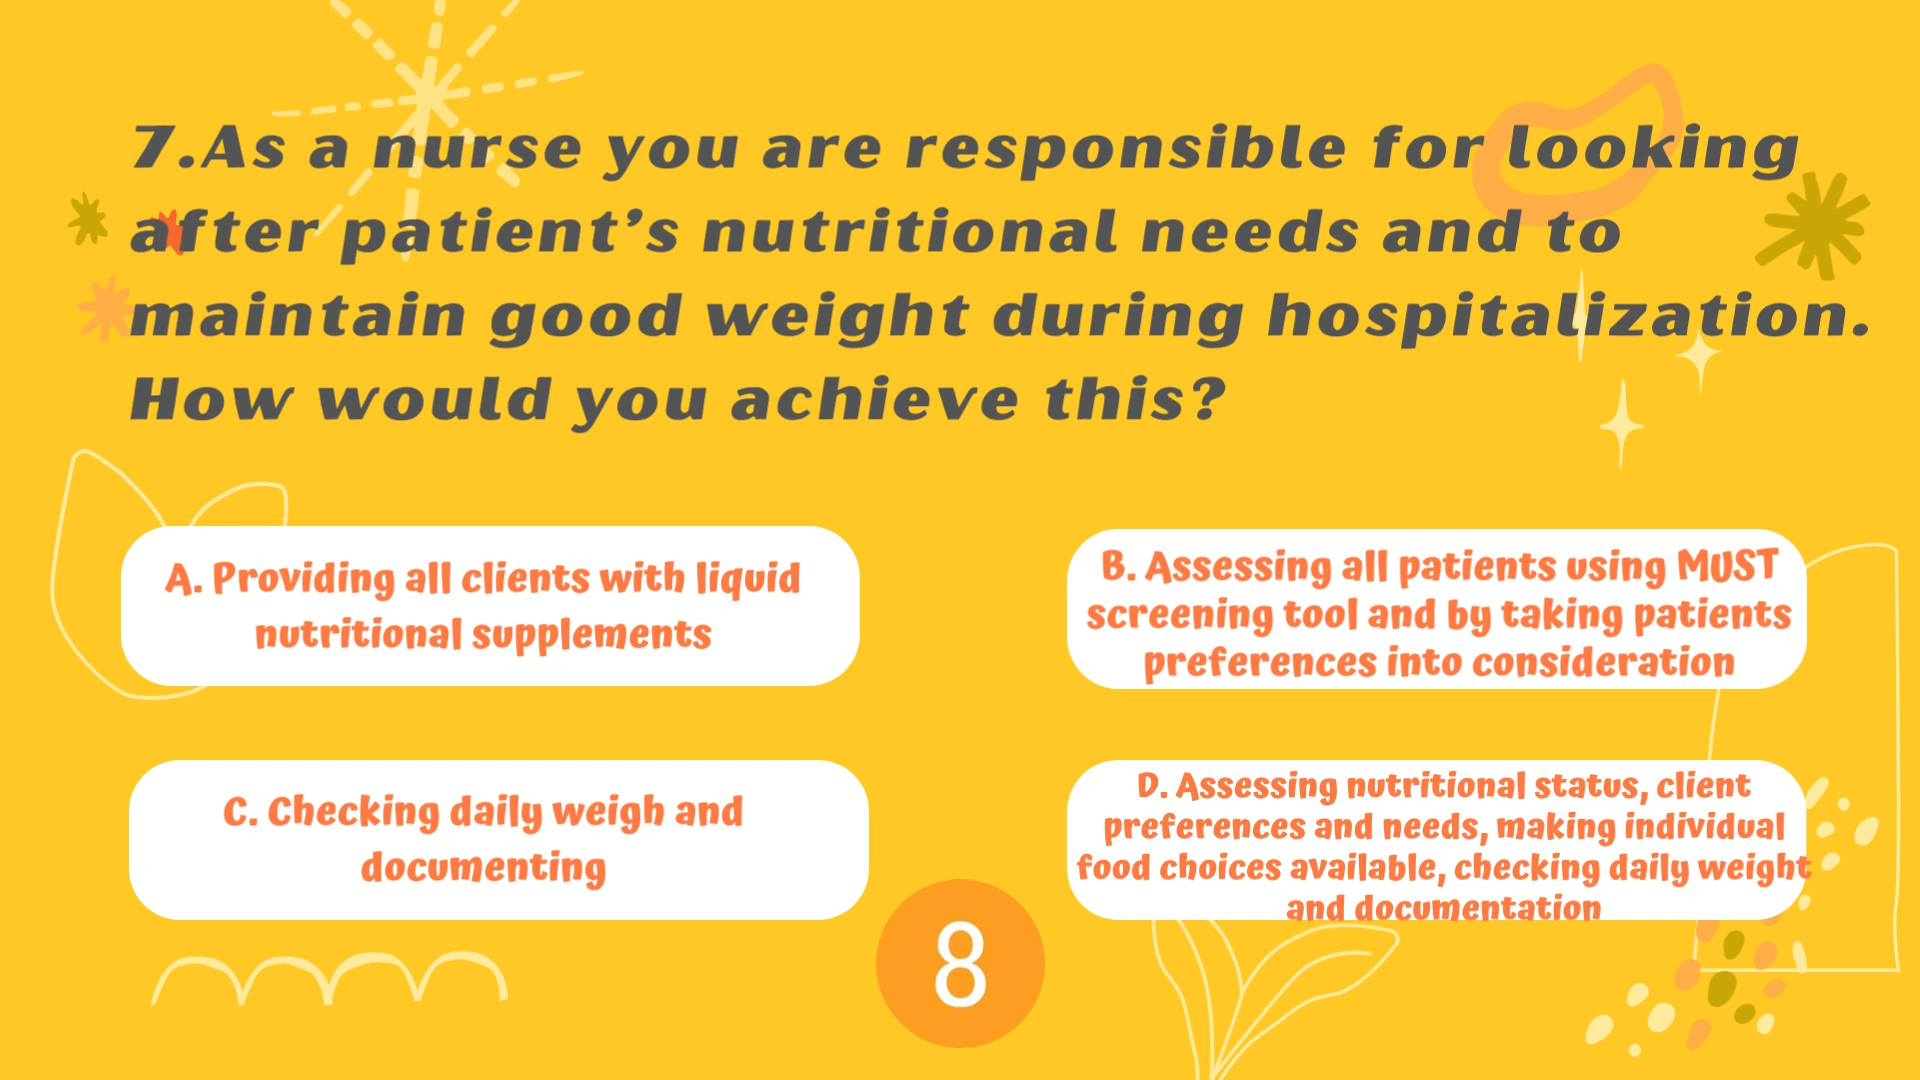 7.As a nurse you are responsible for looking
after patient's nutritional needs and to
maintain good weight during hospitalization.
How would you achieve this?
A. Providing all clients with liquid
nutritional supplements
B. Assessing all patients using MUST
screening tool and by taking patients
preferences into consideration
C. Checking daily weigh and
documenting
D. Assessing nutritional status, client
preferences and needs, making individual
food choices available, checking daily weight
and documentation
8